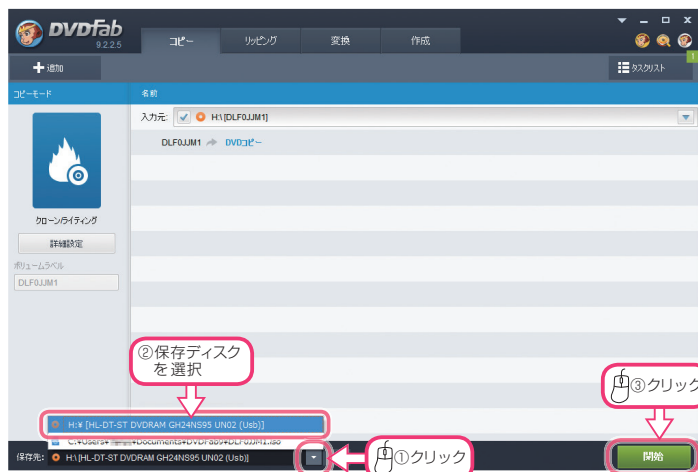 DVDFab
9.2.2.5
コピー
リッピング
変換
作成
追加
タスクリスト
1
コピーモード
名前
入力元:
H:\ [DLF0JJM1]
DLF0JJM1
DVDコピー
クローン/ライティング
詳細設定
ボリュームラベル
DLF0JJM1
②保存ディスク
を選択
③クリック
H:¥ [HL-DT-ST DVDRAM GH24NS95 UN02 (Usb)]
C:¥Users¥
¥Documents¥DVDFab9¥DLF0JJM1.iso
保存先:
H:\ [HL-DT-ST DVDRAM GH24NS95 UN02 (Usb)]
①クリック
開始